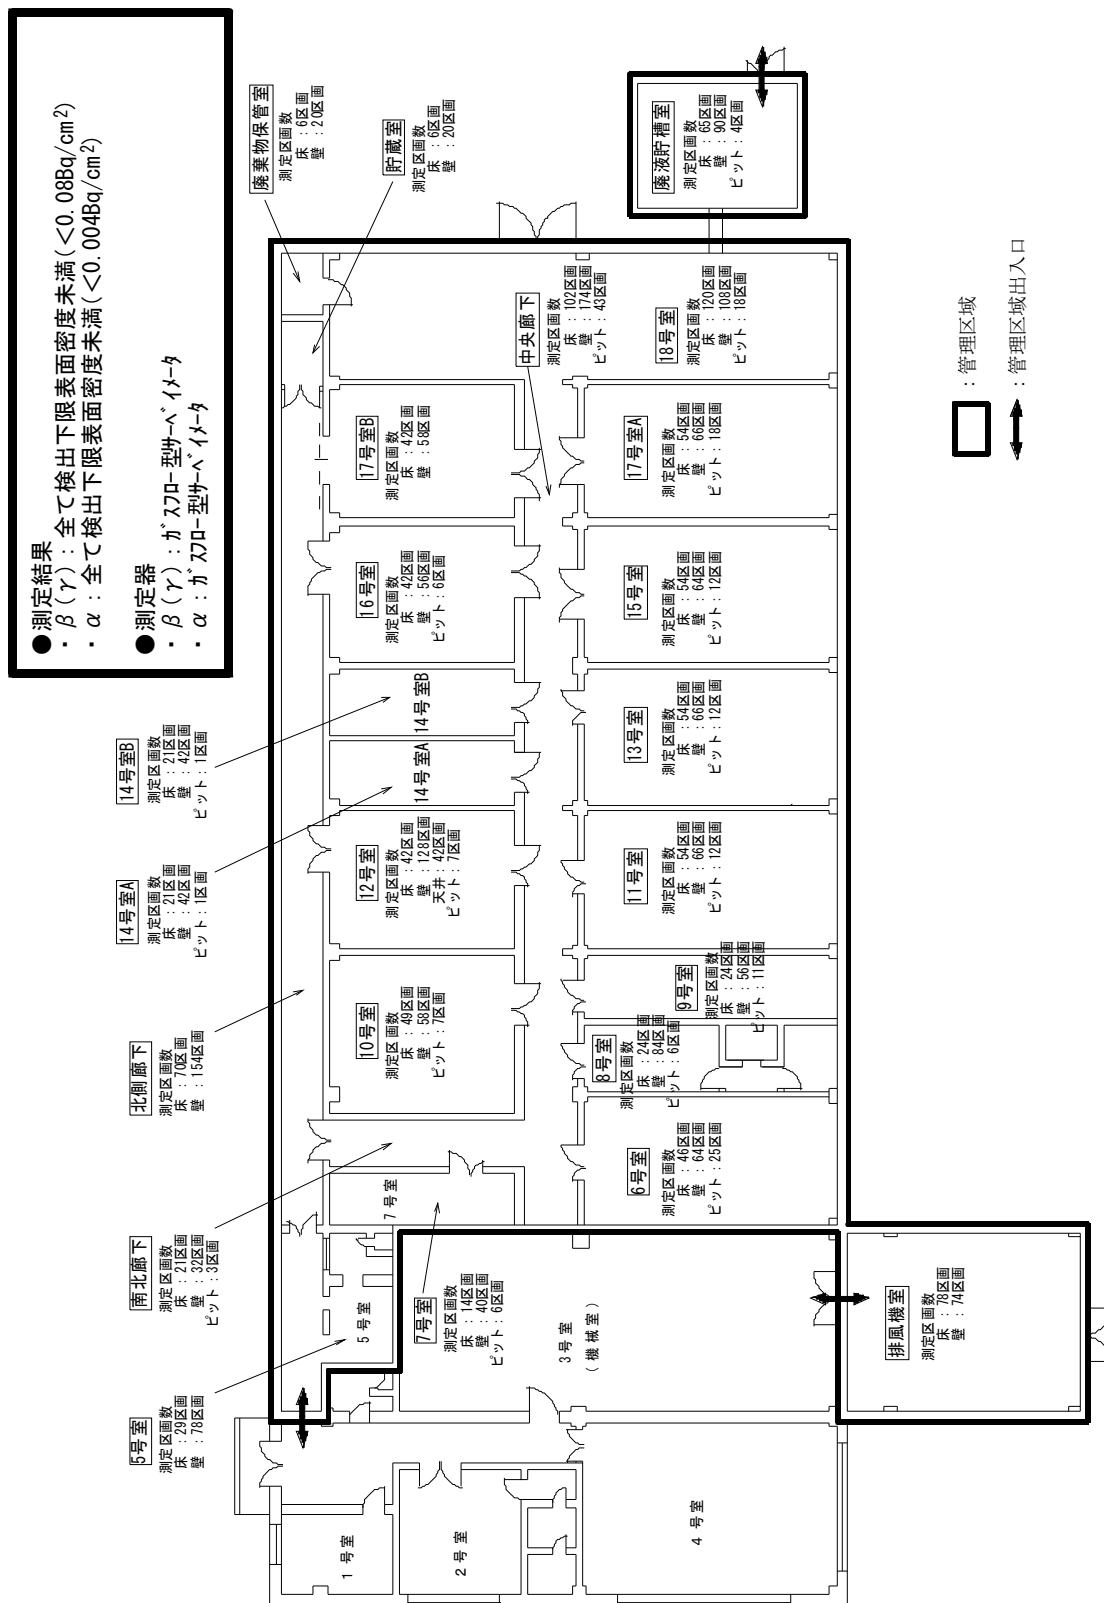 ●測定結果
・β(γ)：全て検出下限表面密度未満(<0.08Bq/cm²)
・α：全て検出下限表面密度未満(<0.004Bq/cm²)
●測定器
・β(γ)：ガスフロー型サーベイメータ
・α：ガスフロー型サーベイメータ
5号室
測定区画数
床：29区画
壁：78区画
南北廊下
測定区画数
床：21区画
壁：32区画
ピット：3区画
北側廊下
測定区画数
床：70区画
壁：154区画
14号室A
測定区画数
床：21区画
壁：42区画
ピット：1区画
14号室B
測定区画数
床：21区画
壁：42区画
ピット：1区画
廃棄物保管室
測定区画数
床：6区画
壁：20区画
貯蔵室
測定区画数
床：6区画
壁：20区画
1号室
2号室
4号室
3号室
(機械室)
5号室
7号室
7号室
測定区画数
床：14区画
壁：40区画
ピット：6区画
10号室
測定区画数
床：49区画
壁：58区画
ピット：7区画
12号室
測定区画数
床：42区画
壁：128区画
天井：42区画
ピット：7区画
14号室A
14号室B
16号室
測定区画数
床：42区画
壁：56区画
ピット：6区画
17号室B
測定区画数
床：42区画
壁：58区画
中央廊下
測定区画数
床：102区画
壁：174区画
ピット：43区画
6号室
測定区画数
床：46区画
壁：64区画
ピット：25区画
8号室
測定区画数
床：24区画
壁：84区画
ピット：6区画
9号室
測定区画数
床：24区画
壁：56区画
ピット：11区画
11号室
測定区画数
床：54区画
壁：66区画
ピット：12区画
13号室
測定区画数
床：54区画
壁：66区画
ピット：12区画
15号室
測定区画数
床：54区画
壁：64区画
ピット：12区画
17号室A
測定区画数
床：54区画
壁：66区画
ピット：18区画
18号室
測定区画数
床：120区画
壁：108区画
ピット：18区画
廃液貯槽室
測定区画数
床：65区画
壁：90区画
ピット：4区画
排風機室
測定区画数
床：78区画
壁：74区画
：管理区域
：管理区域出入口